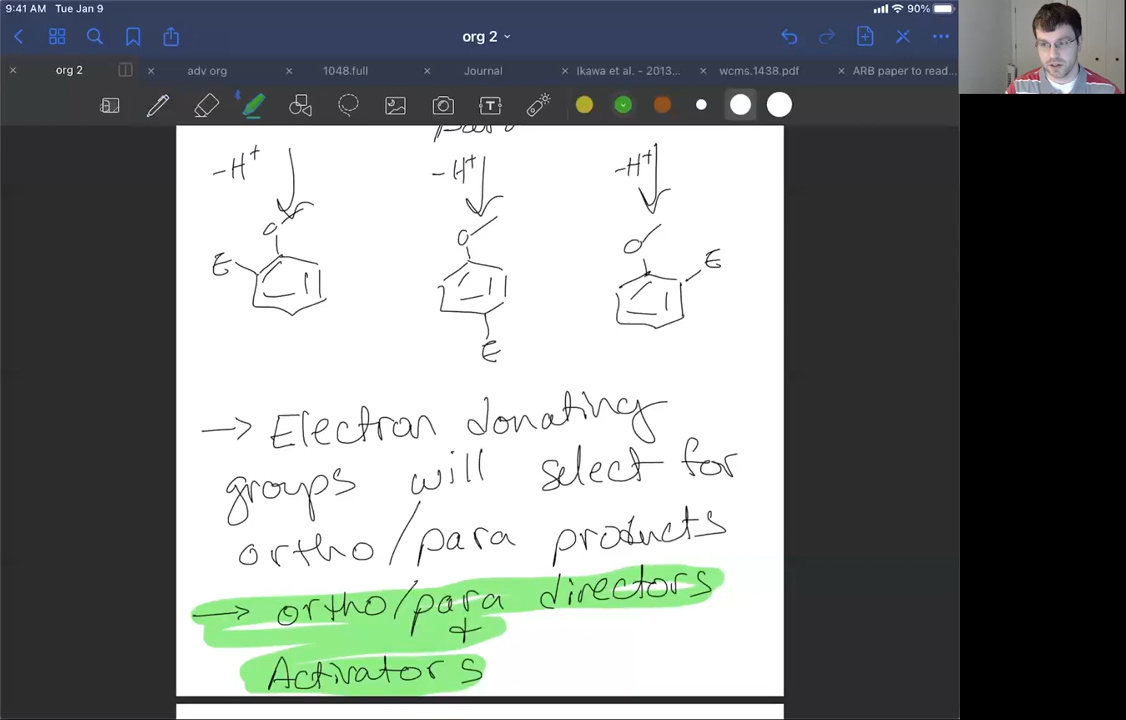 9:41 AM Tue Jan 9
90%
org 2
org 2
adv org
1048.full
Journal
Ikawa et al. - 2013...
wcms.1438.pdf
ARB paper to read...
T
para
-H+
-H+
-H+
O
O
O
E
E
E
→ Electron donating
groups will select for
ortho/para products
→ ortho/para directors
+
Activators